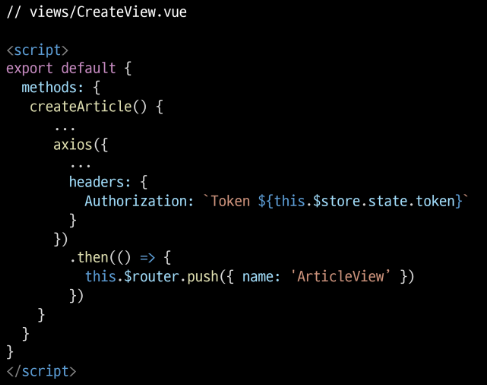 // views/CreateView.vue

<script>
export default {
  methods: {
   createArticle() {
      ...
      axios({
        ...
        headers: {
          Authorization: `Token ${this.$store.state.token}`
        }
      })
        .then(() => {
          this.$router.push({ name: 'ArticleView’ })
        })
    }
  }
}
</script>